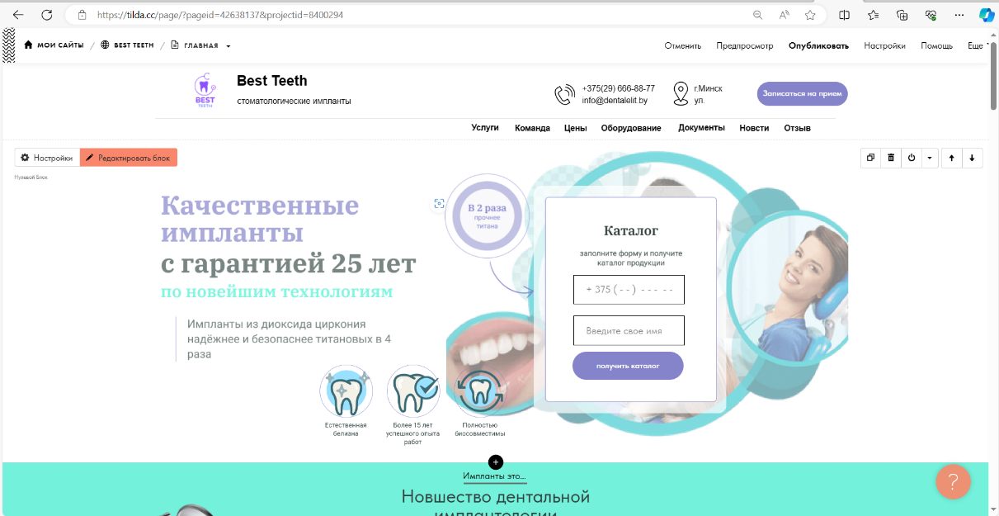 https://tilda.cc/page/?pageid=42638137&projectid=8400294
МОИ САЙТЫ / BEST TEETH / ГЛАВНАЯ
Отменить Предпросмотр Опубликовать Настройки Помощь Еще
BEST
TEETH
Best Teeth
стоматологические импланты
+375(29) 666-88-77
info@dentalelit.by
г.Минск
ул.
Записаться на прием
Услуги Команда Цены Оборудование Документы Новсти Отзыв
Настройки Редактировать блок
Нулевой Блок
Качественные
импланты
с гарантией 25 лет
по новейшим технологиям
Импланты из диоксида циркония
надёжнее и безопаснее титановых в 4
раза
В 2 раза
прочнее
титана
Каталог
заполните форму и получите
каталог продукции
+ 375 ( - - ) - - - - -
Введите свое имя
получить каталог
Естественная
белизна
Более 15 лет
успешного опыта
работ
Полностью
биосовместимы
+
Импланты это...
Новшество дентальной
имплантологии
?